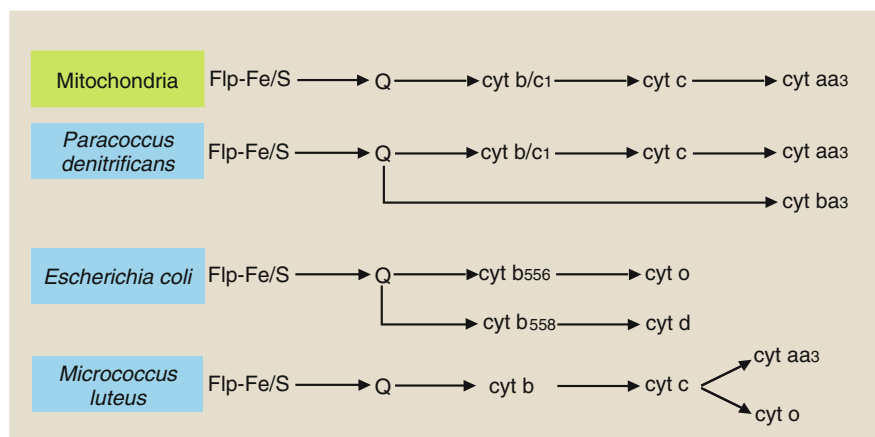 Mitochondria Flp-Fe/S Q cyt b/c1 cyt c cyt aa3
Paracoccus
denitrificans
Flp-Fe/S Q cyt b/c1 cyt c cyt aa3
cyt ba3
Escherichia coli Flp-Fe/S Q cyt b556 cyt o
cyt b558 cyt d
Micrococcus
luteus
Flp-Fe/S Q cyt b cyt c
cyt aa3
cyt o